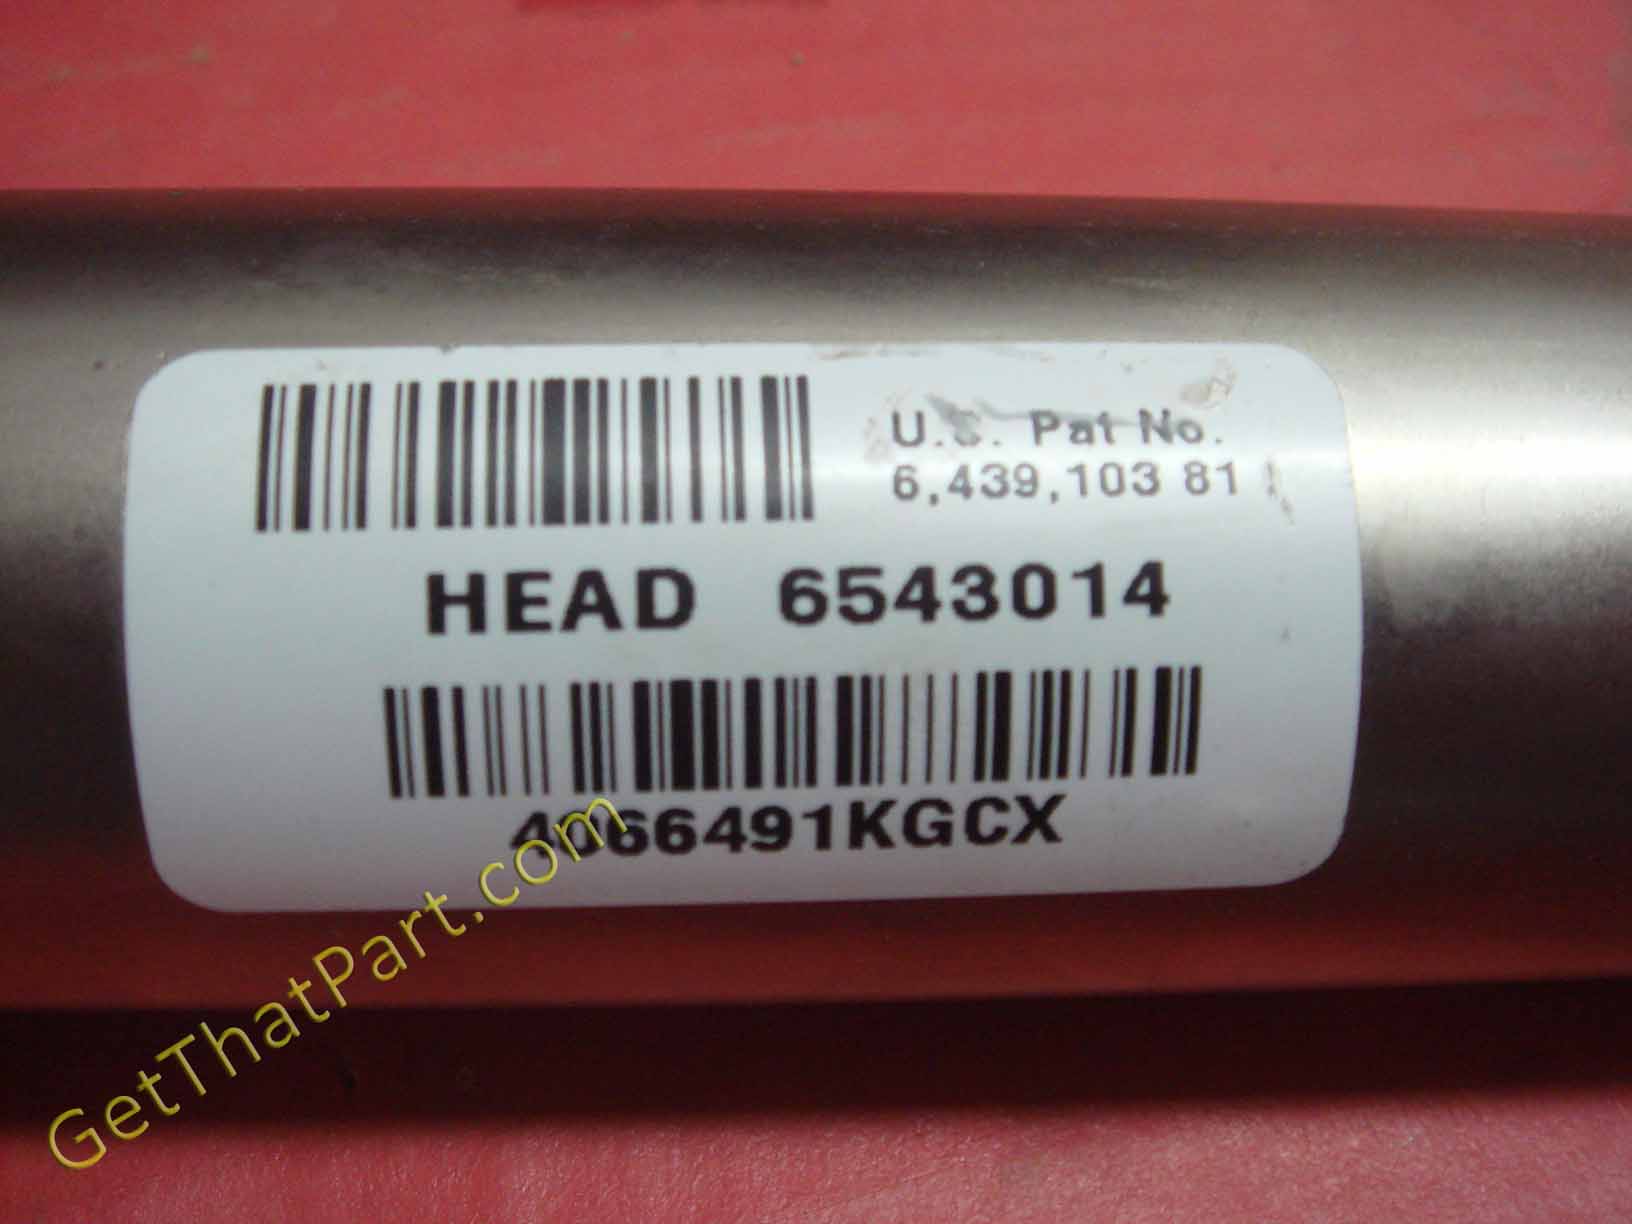 U.S. Pat No.
6,439,103 81
HEAD 6543014
4066491KGCX
GetThatPart.com